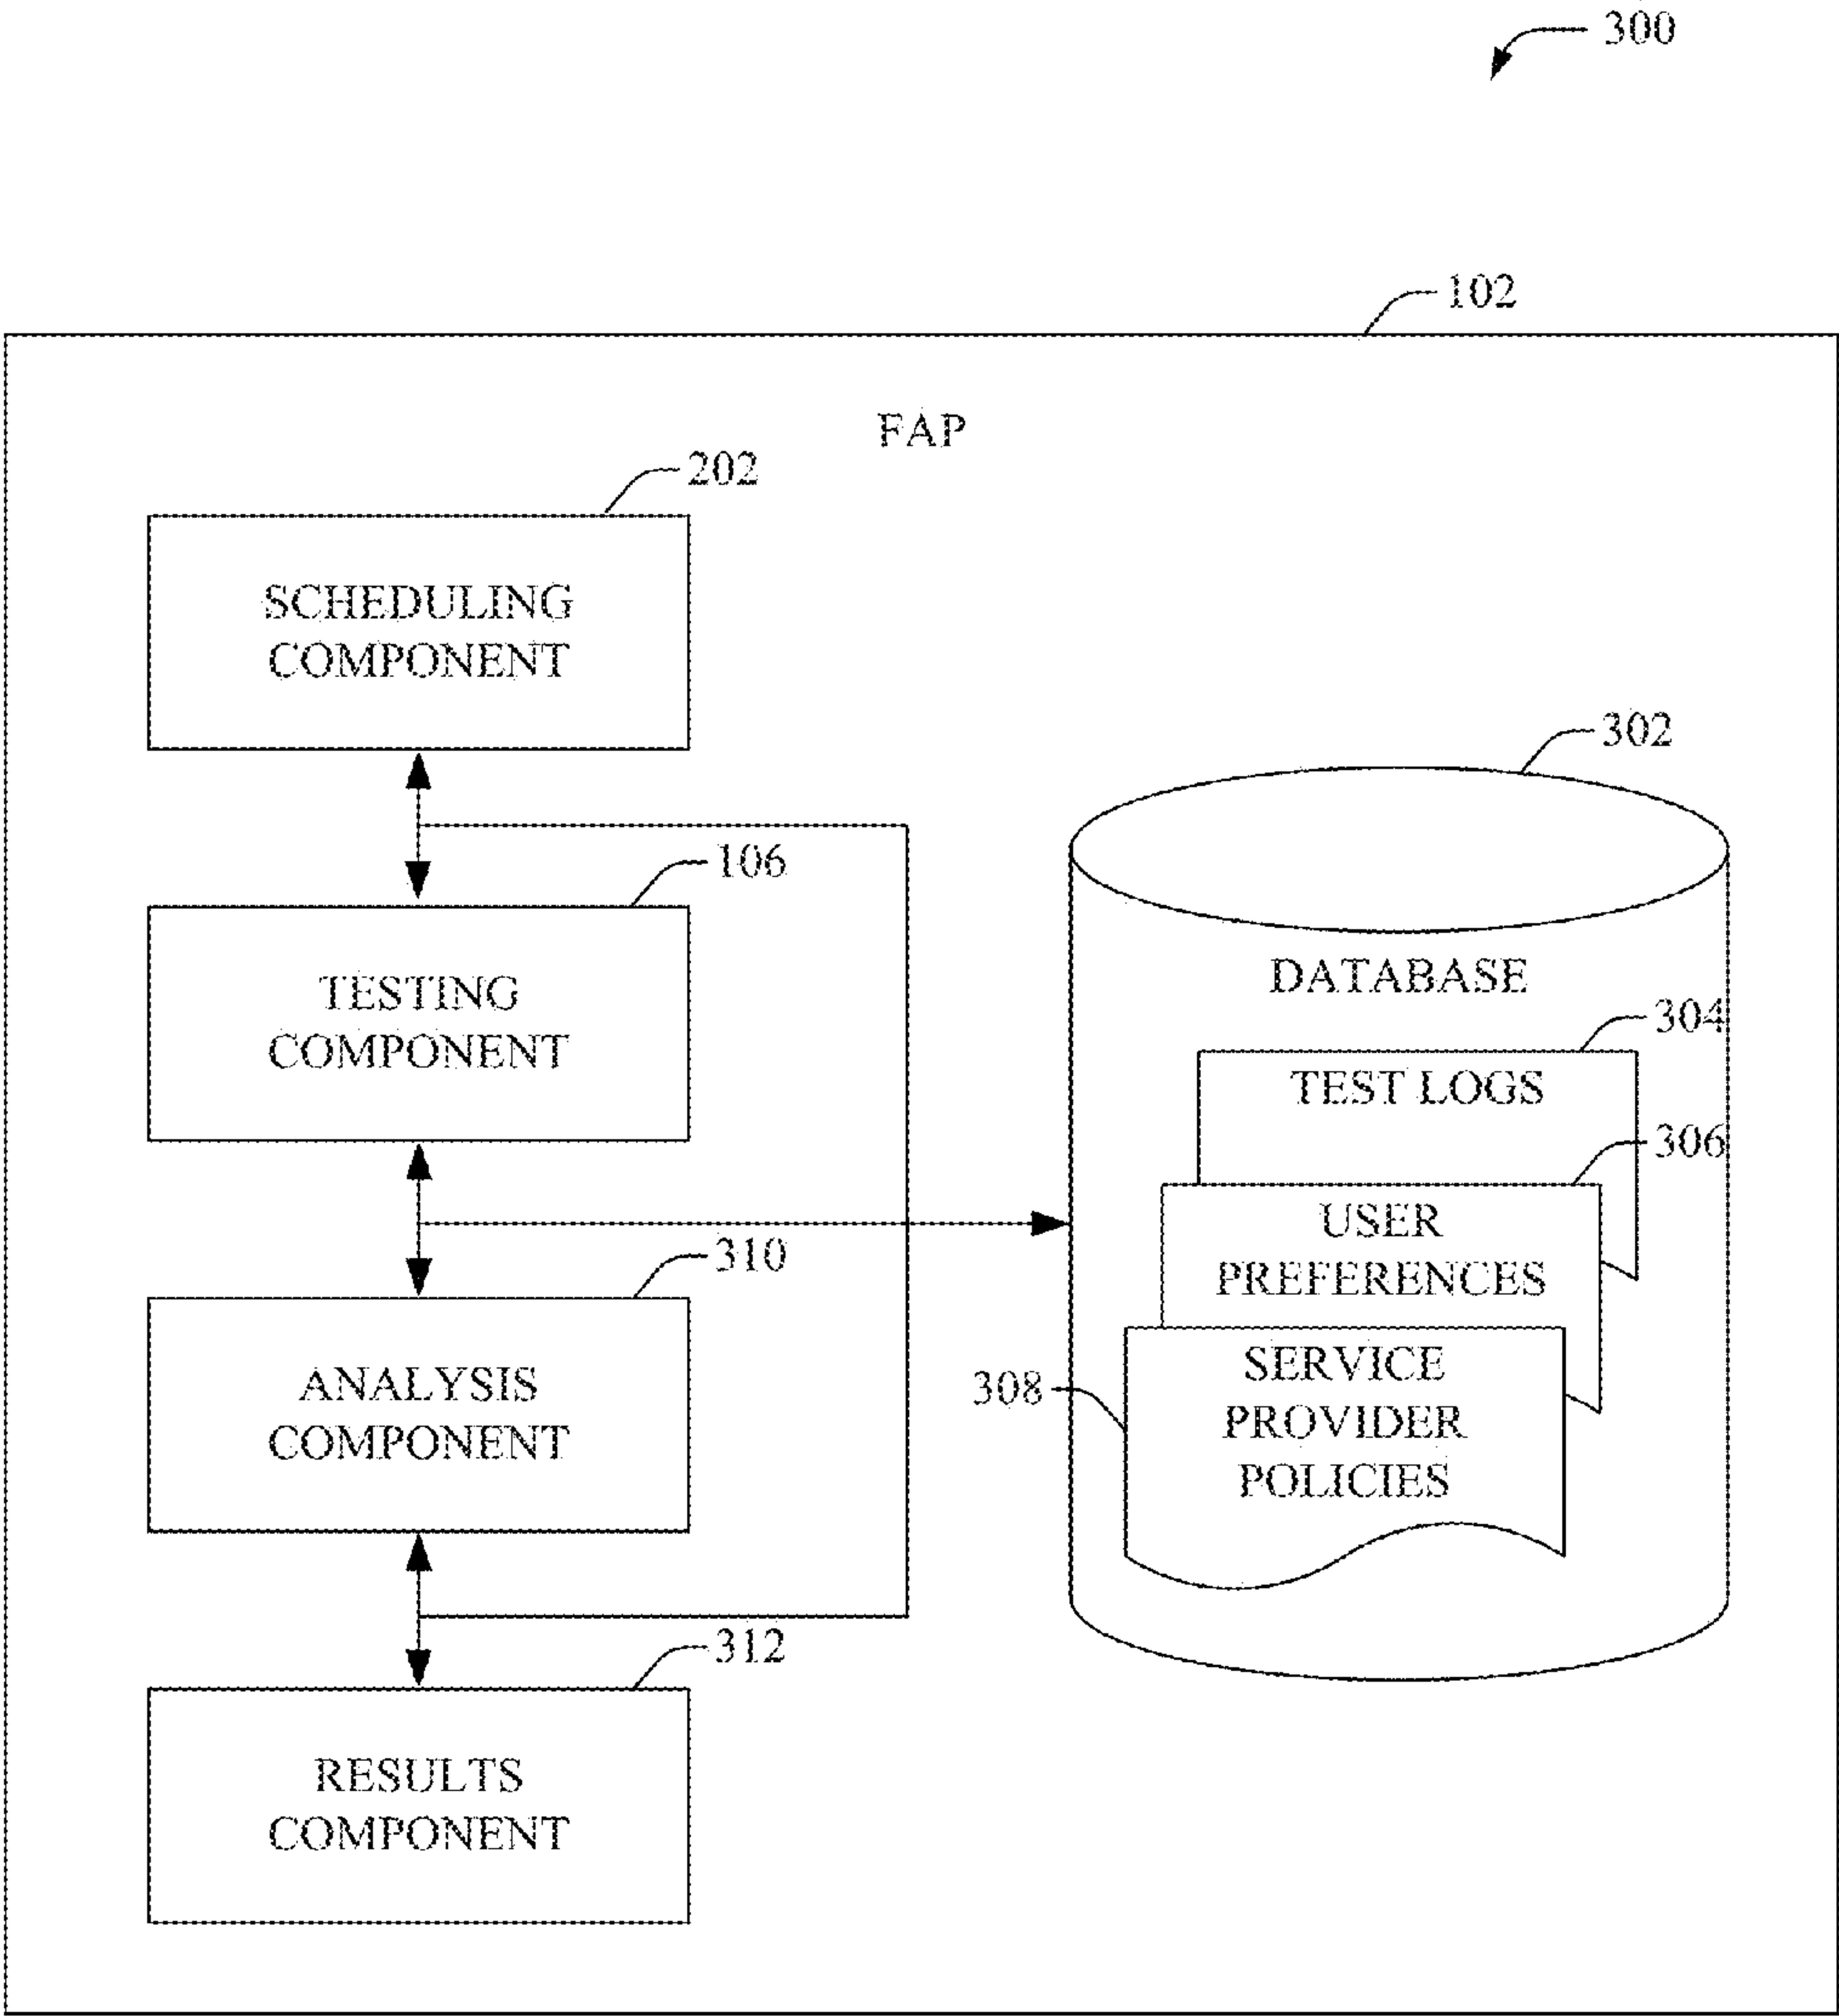 300
102
FAP
202
SCHEDULING
COMPONENT
302
106
TESTING
COMPONENT
DATABASE
304
TEST LOGS
306
USER
PREFERENCES
310
ANALYSIS
COMPONENT
308
SERVICE
PROVIDER
POLICIES
312
RESULTS
COMPONENT